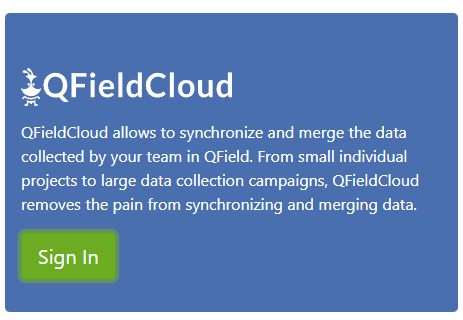 QFieldCloud
QFieldCloud allows to synchronize and merge the data
collected by your team in QField. From small individual
projects to large data collection campaigns, QFieldCloud
removes the pain from synchronizing and merging data.
Sign In